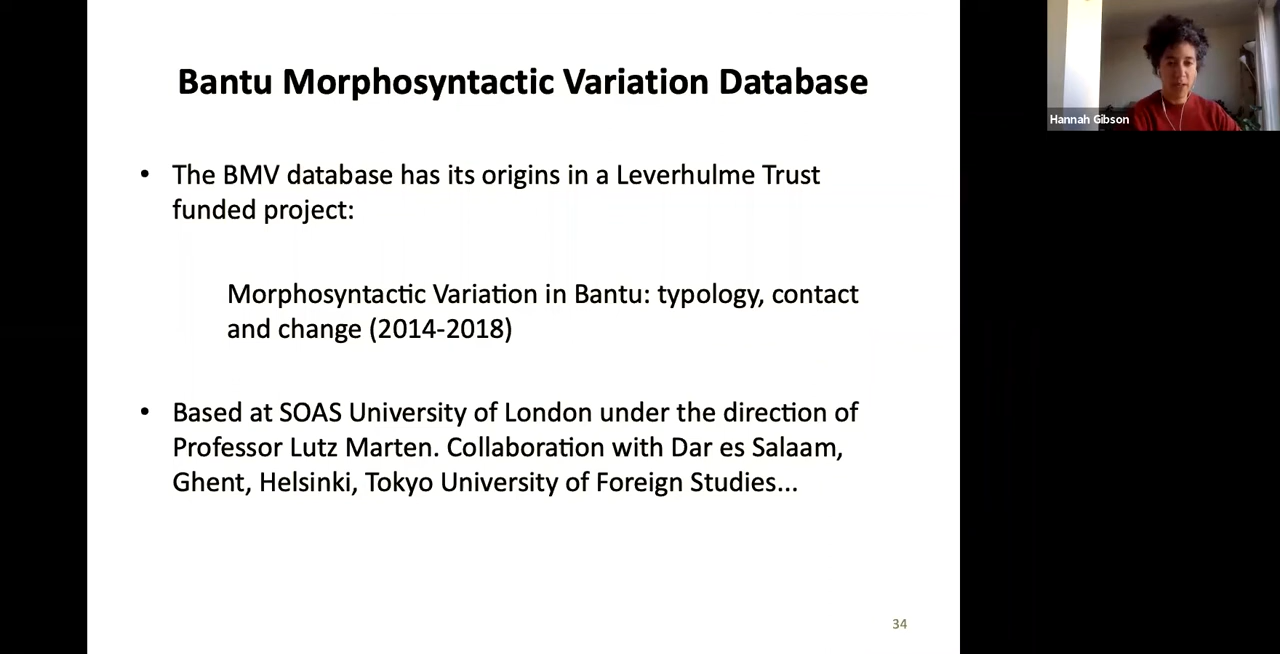 Bantu Morphosyntactic Variation Database
Hannah Gibson
• The BMV database has its origins in a Leverhulme Trust
funded project:
Morphosyntactic Variation in Bantu: typology, contact
and change (2014-2018)
• Based at SOAS University of London under the direction of
Professor Lutz Marten. Collaboration with Dar es Salaam,
Ghent, Helsinki, Tokyo University of Foreign Studies...
34